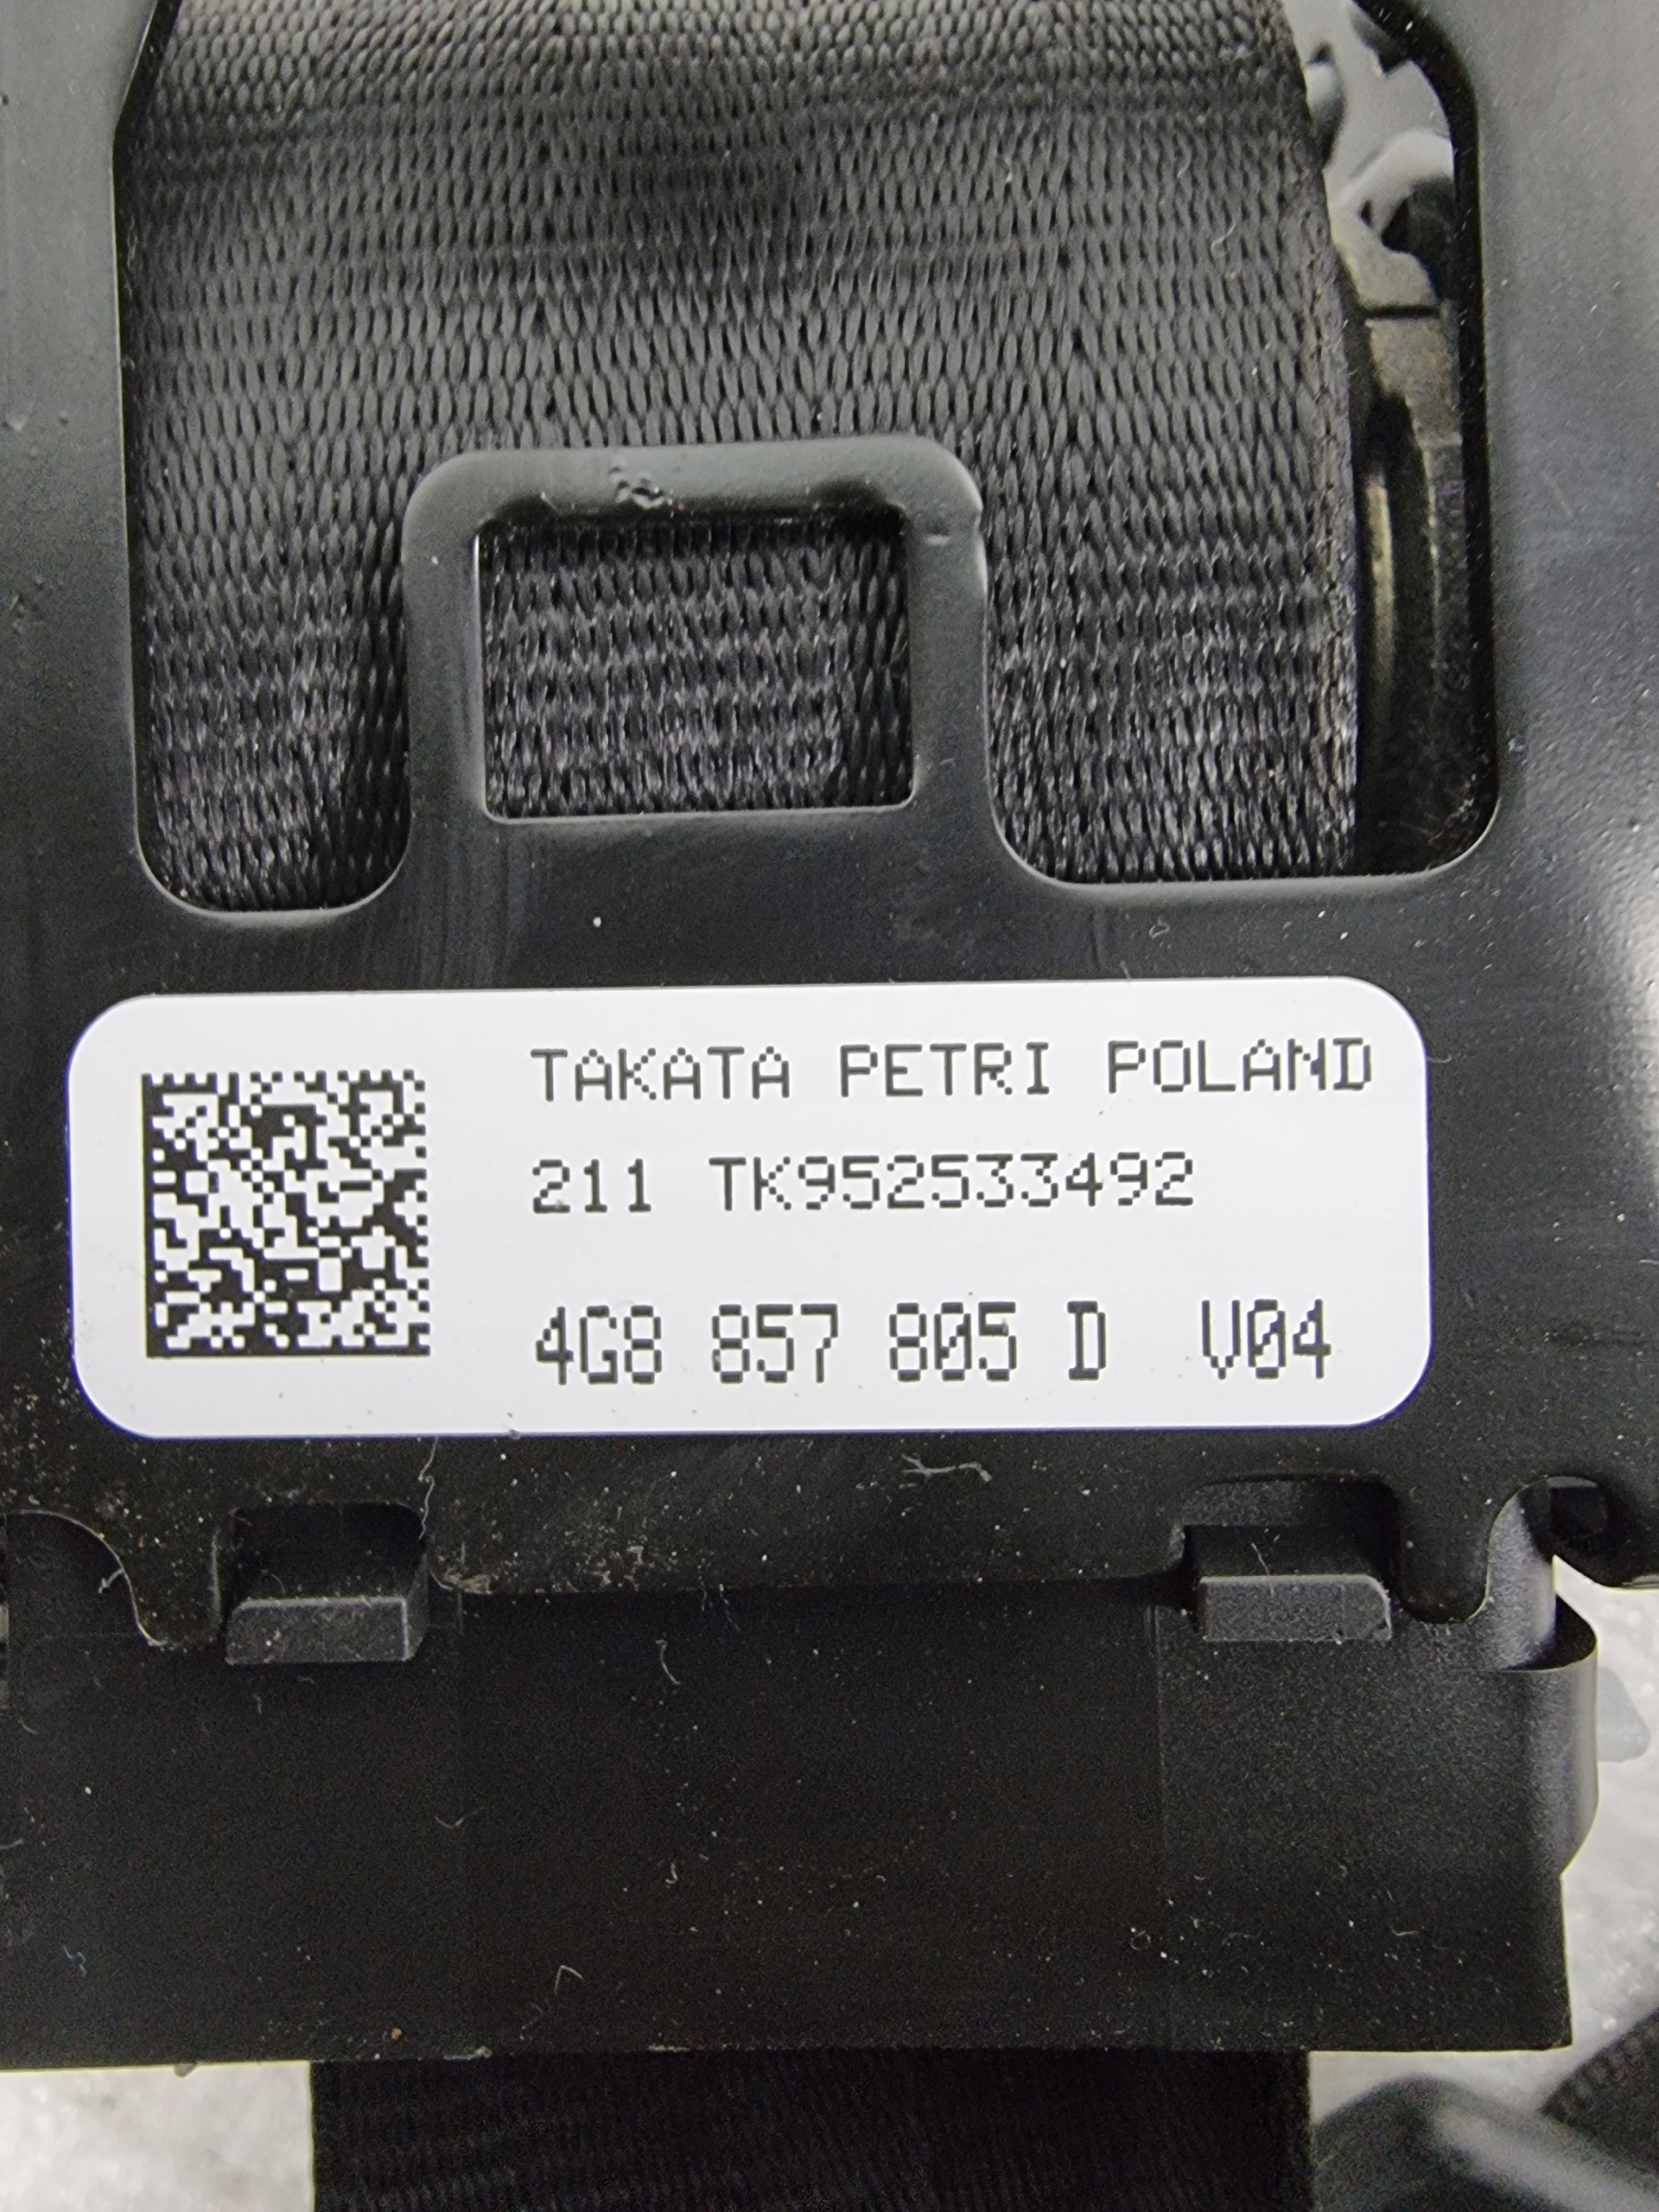 TAKATA PETRI POLAND
211 TK952533492
4G8 857 805 D V04